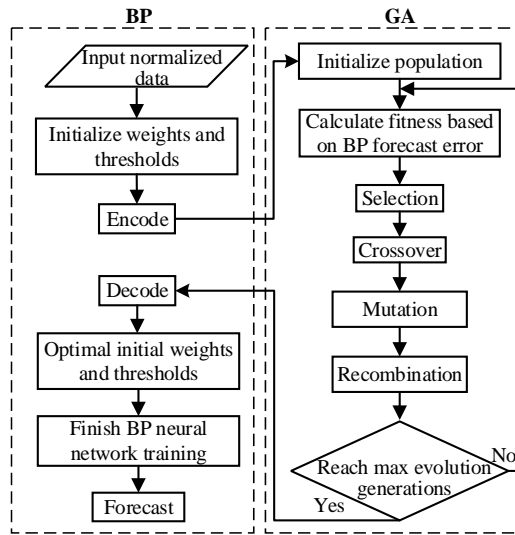 BP
Input normalized
data
Initialize weights and
thresholds
Encode
Decode
Optimal initial weights
and thresholds
Finish BP neural
network training
Forecast
GA
Initialize population
Calculate fitness based
on BP forecast error
Selection
Crossover
Mutation
Recombination
Reach max evolution
generations
No
Yes